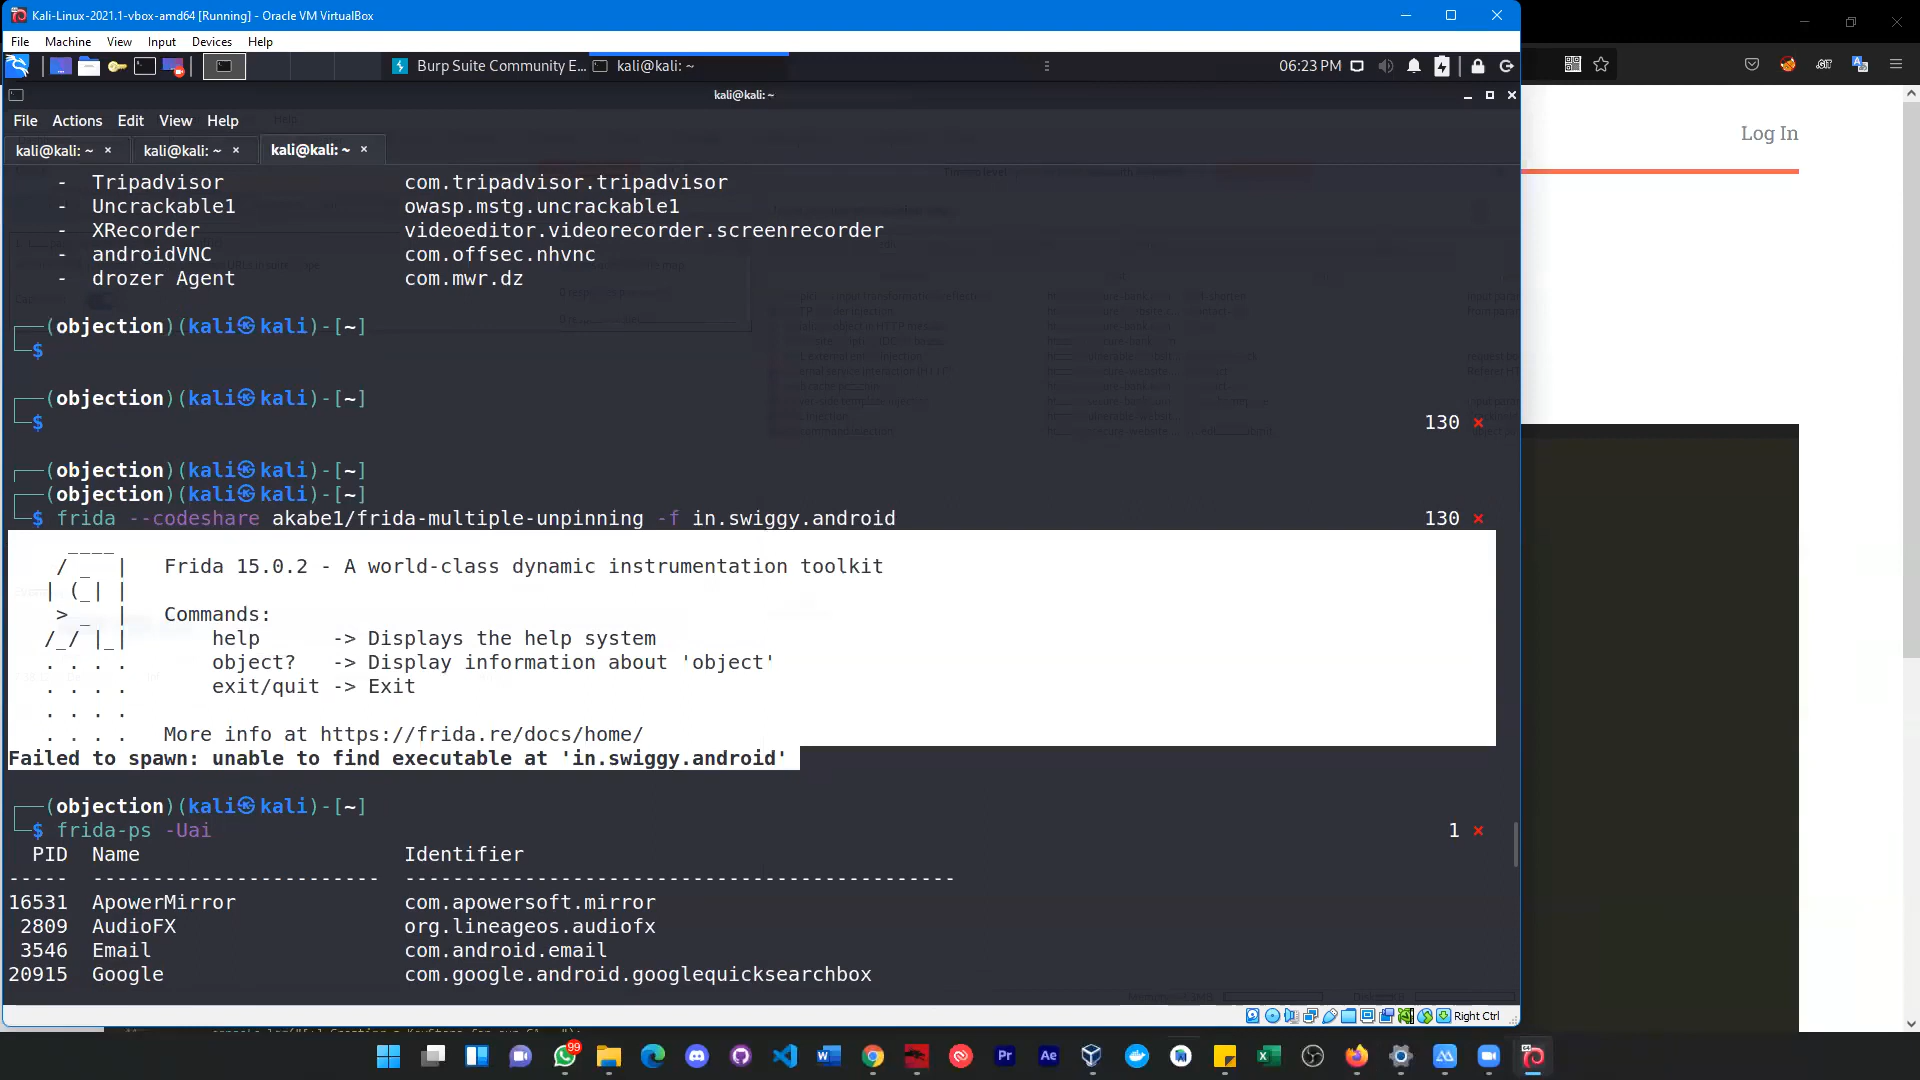 Kali-Linux-2021.1-vbox-amd64 [Running] - Oracle VM VirtualBox
File Machine View Input Devices Help
Burp Suite Community E... kali@kali: ~ 06:23 PM
kali@kali: ~
File Actions Edit View Help
Log In
kali@kali: ~ × kali@kali: ~ × kali@kali: ~ ×
- Tripadvisor com.tripadvisor.tripadvisor
- Uncrackable1 owasp.mstg.uncrackable1
- XRecorder videoeditor.videorecorder.screenrecorder
- androidVNC com.offsec.nhvnc
- drozer Agent com.mwr.dz
┌──(objection)(kali㉿kali)-[~]
└─$
┌──(objection)(kali㉿kali)-[~]
└─$ 130 ×
┌──(objection)(kali㉿kali)-[~]
┌──(objection)(kali㉿kali)-[~]
└─$ frida --codeshare akabe1/frida-multiple-unpinning -f in.swiggy.android 130 ×
____
/ _ | Frida 15.0.2 - A world-class dynamic instrumentation toolkit
| (_| |
> _ | Commands:
/_/ |_| help -> Displays the help system
. . . . object? -> Display information about 'object'
. . . . exit/quit -> Exit
. . . .
. . . . More info at https://frida.re/docs/home/
Failed to spawn: unable to find executable at 'in.swiggy.android'
┌──(objection)(kali㉿kali)-[~]
└─$ frida-ps -Uai 1 ×
PID Name Identifier
----- ------------------------ ----------------------------------------------
16531 ApowerMirror com.apowersoft.mirror
2809 AudioFX org.lineageos.audiofx
3546 Email com.android.email
20915 Google com.google.android.googlequicksearchbox
Right Ctrl
99